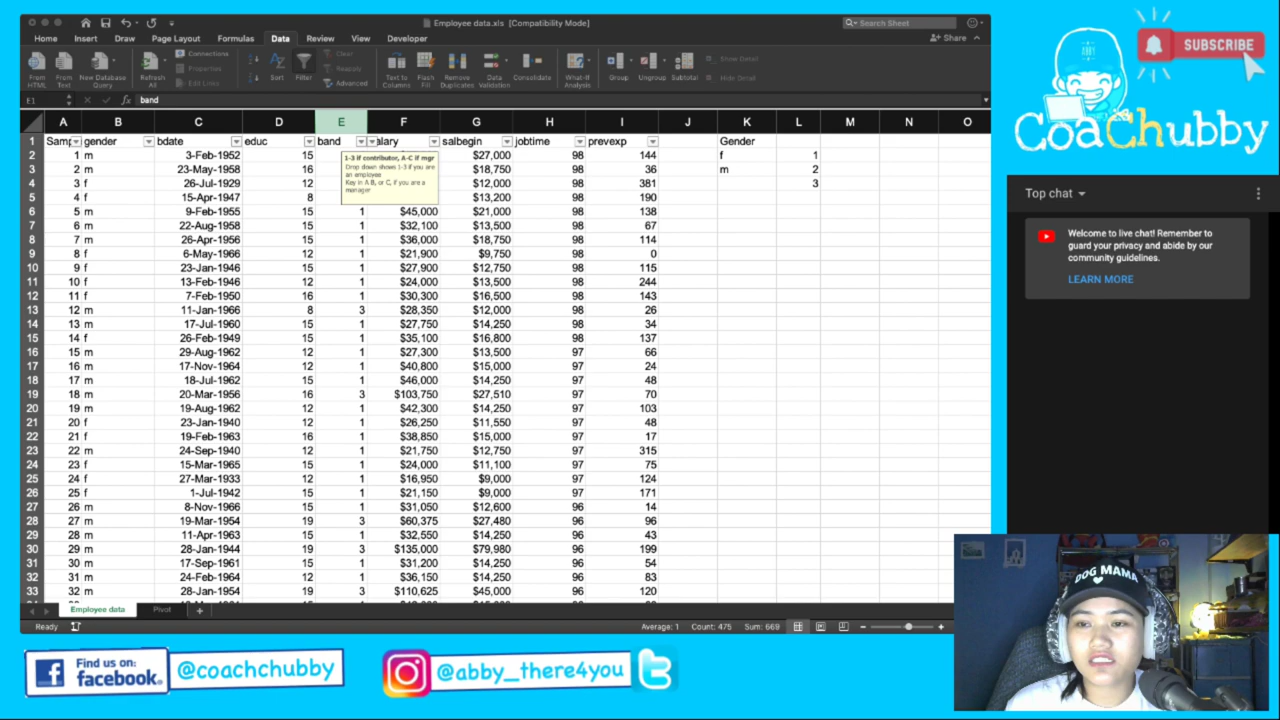 Employee data.xls [Compatibility Mode]
Search Sheet
Home Insert Draw Page Layout Formulas Data Review View Developer
Share
From HTML
From Text
New Database Query
Refresh All
Connections
Properties
Edit Links
Sort
Filter
Clear
Reapply
Advanced
Text to Columns
Flash Fill
Remove Duplicates
Data Validation
Consolidate
What-If Analysis
Group
Ungroup
Subtotal
Show Detail
Hide Detail
E1 fx band
A B C D E F G H I J K L M N O
1 Samp gender bdate educ band alary salbegin jobtime prevexp Gender
2 1 m 3-Feb-1952 15 $27,000 98 144 f 1
3 2 m 23-May-1958 16 $18,750 98 36 m 2
4 3 f 26-Jul-1929 12 $12,000 98 381 3
5 4 f 15-Apr-1947 8 $13,200 98 190
1-3 if contributor, A-C if mgr
Drop down shows 1-3 if you are
an employee
Key in A B, or C, if you are a
manager
6 5 m 9-Feb-1955 15 1 $45,000 $21,000 98 138
7 6 m 22-Aug-1958 15 1 $32,100 $13,500 98 67
8 7 m 26-Apr-1956 15 1 $36,000 $18,750 98 114
9 8 f 6-May-1966 12 1 $21,900 $9,750 98 0
10 9 f 23-Jan-1946 15 1 $27,900 $12,750 98 115
11 10 f 13-Feb-1946 12 1 $24,000 $13,500 98 244
12 11 f 7-Feb-1950 16 1 $30,300 $16,500 98 143
13 12 m 11-Jan-1966 8 3 $28,350 $12,000 98 26
14 13 m 17-Jul-1960 15 1 $27,750 $14,250 98 34
15 14 f 26-Feb-1949 15 1 $35,100 $16,800 98 137
16 15 m 29-Aug-1962 12 1 $27,300 $13,500 97 66
17 16 m 17-Nov-1964 12 1 $40,800 $15,000 97 24
18 17 m 18-Jul-1962 15 1 $46,000 $14,250 97 48
19 18 m 20-Mar-1956 16 3 $103,750 $27,510 97 70
20 19 m 19-Aug-1962 12 1 $42,300 $14,250 97 103
21 20 f 23-Jan-1940 12 1 $26,250 $11,550 97 48
22 21 f 19-Feb-1963 16 1 $38,850 $15,000 97 17
23 22 m 24-Sep-1940 12 1 $21,750 $12,750 97 315
24 23 f 15-Mar-1965 15 1 $24,000 $11,100 97 75
25 24 f 27-Mar-1933 12 1 $16,950 $9,000 97 124
26 25 f 1-Jul-1942 15 1 $21,150 $9,000 97 171
27 26 m 8-Nov-1966 15 1 $31,050 $12,600 96 14
28 27 m 19-Mar-1954 19 3 $60,375 $27,480 96 96
29 28 m 11-Apr-1963 15 1 $32,550 $14,250 96 43
30 29 m 28-Jan-1944 19 3 $135,000 $79,980 96 199
31 30 m 17-Sep-1961 15 1 $31,200 $14,250 96 54
32 31 m 24-Feb-1964 12 1 $36,150 $14,250 96 83
33 32 m 28-Jan-1954 19 3 $110,625 $45,000 96 120
Employee data Pivot
Ready Average: 1 Count: 475 Sum: 669
Find us on:
facebook.
@coachchubby
@abby_there4you
ABBY
SUBSCRIBE
CoaChubby
Top chat
Welcome to live chat! Remember to
guard your privacy and abide by our
community guidelines.
LEARN MORE
DOG MAMA